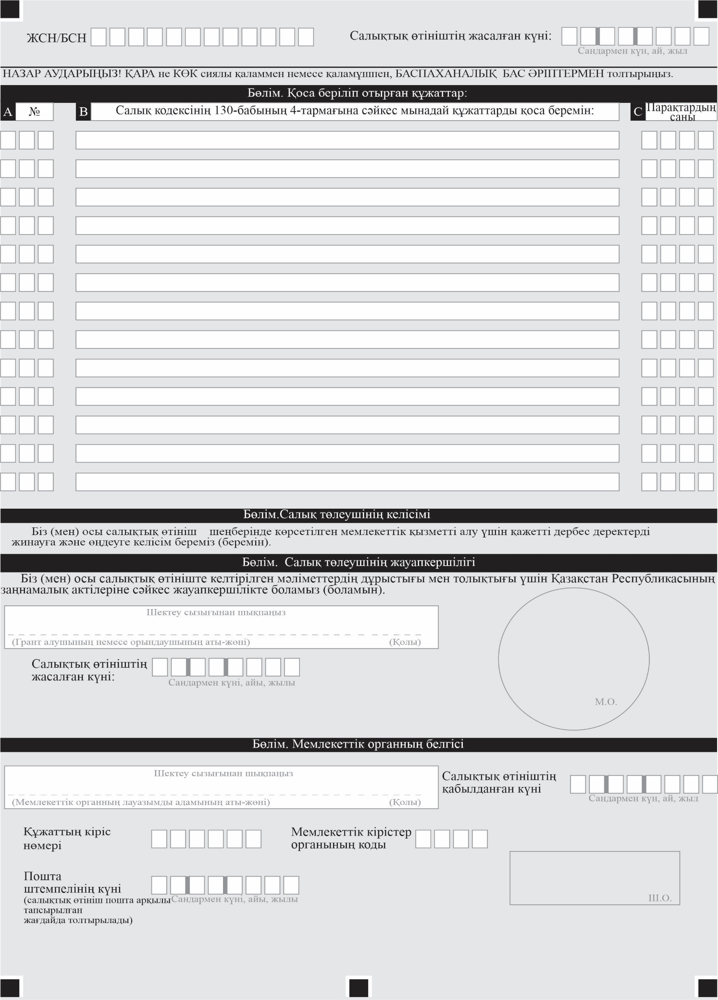 ЖСН/БСН
Салықтық өтініштің жасалған күні:
Сандармен күн, ай, жыл
НАЗАР АУДАРЫҢЫЗ! ҚАРА не КӨК сиялы қаламмен немесе қаламұшпен, БАСПАХАНАЛЫҚ БАС ӘРІПТЕРМЕН толтырыңыз.
Бөлім. Қоса беріліп отырған құжаттар:
A №
B Салық кодексінің 130-бабының 4-тармағына сәйкес мынадай құжаттарды қоса беремін:
C Парақтардың
саны
Бөлім.Салық төлеушінің келісімі
Біз (мен) осы салықтық өтініш шеңберінде көрсетілген мемлекеттік қызметті алу үшін қажетті дербес деректерді
жинауға және өңдеуге келісім береміз (беремін).
Бөлім. Салық төлеушінің жауапкершілігі
Біз (мен) осы салықтық өтініште келтірілген мәліметтердің дұрыстығы мен толықтығы үшін Қазақстан Республикасының
заңнамалық актілеріне сәйкес жауапкершілікте боламыз (боламын).
Шектеу сызығынан шықпаңыз
(Грант алушының немесе орындаушының аты-жөні) (Қолы)
Салықтық өтініштің
жасалған күні:
Сандармен күні, айы, жылы
М.О.
Бөлім. Мемлекеттік органның белгісі
Шектеу сызығынан шықпаңыз
(Мемлекеттік органның лауазымды адамының аты-жөні) (Қолы)
Салықтық өтініштің
қабылданған күні
Сандармен күн, ай, жыл
Құжаттың кіріс
нөмері
Мемлекеттік кірістер
органының коды
Пошта
штемпелінің күні
(салықтық өтініш пошта арқылы
тапсырылған
жағдайда толтырылады)
Сандармен күні, айы, жылы
Ш.О.